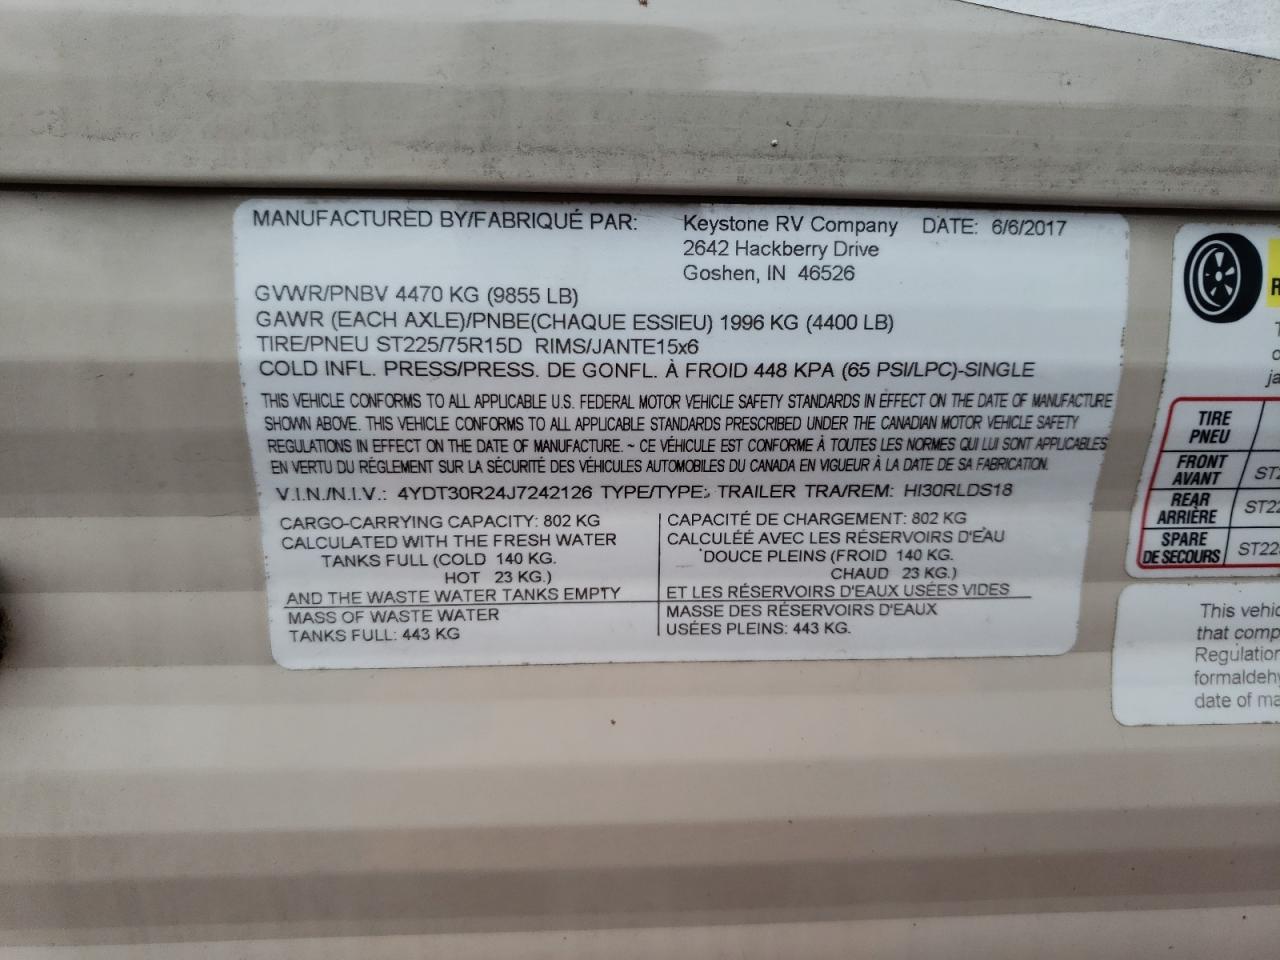 MANUFACTURED BY/FABRIQUÉ PAR: Keystone RV Company DATE: 6/6/2017
2642 Hackberry Drive
Goshen, IN 46526
GVWR/PNBV 4470 KG (9855 LB)
GAWR (EACH AXLE)/PNBE(CHAQUE ESSIEU) 1996 KG (4400 LB)
TIRE/PNEU ST225/75R15D RIMS/JANTE15x6
COLD INFL. PRESS/PRESS. DE GONFL. À FROID 448 KPA (65 PSI/LPC)-SINGLE
THIS VEHICLE CONFORMS TO ALL APPLICABLE U.S. FEDERAL MOTOR VEHICLE SAFETY STANDARDS IN EFFECT ON THE DATE OF MANUFACTURE
SHOWN ABOVE. THIS VEHICLE CONFORMS TO ALL APPLICABLE STANDARDS PRESCRIBED UNDER THE CANADIAN MOTOR VEHICLE SAFETY
REGULATIONS IN EFFECT ON THE DATE OF MANUFACTURE. ~ CE VÉHICULE EST CONFORME À TOUTES LES NORMES QUI LUI SONT APPLICABLES
EN VERTU DU RÉGLEMENT SUR LA SÉCURITÉ DES VÉHICULES AUTOMOBILES DU CANADA EN VIGUEUR À LA DATE DE SA FABRICATION.
V.I.N./N.I.V.: 4YDT30R24J7242126 TYPE/TYPE: TRAILER TRA/REM: HI30RLDS18
CARGO-CARRYING CAPACITY: 802 KG
CALCULATED WITH THE FRESH WATER
TANKS FULL (COLD 140 KG.
HOT 23 KG.)
AND THE WASTE WATER TANKS EMPTY
MASS OF WASTE WATER
TANKS FULL: 443 KG
CAPACITÉ DE CHARGEMENT: 802 KG
CALCULÉE AVEC LES RÉSERVOIRS D'EAU
DOUCE PLEINS (FROID 140 KG.
CHAUD 23 KG.)
ET LES RÉSERVOIRS D'EAUX USÉES VIDES
MASSE DES RÉSERVOIRS D'EAUX
USÉES PLEINS: 443 KG.
TIRE
PNEU
FRONT
AVANT
REAR
ARRIÈRE
SPARE
DE SECOURS
ST22
ST22
This
that
date of